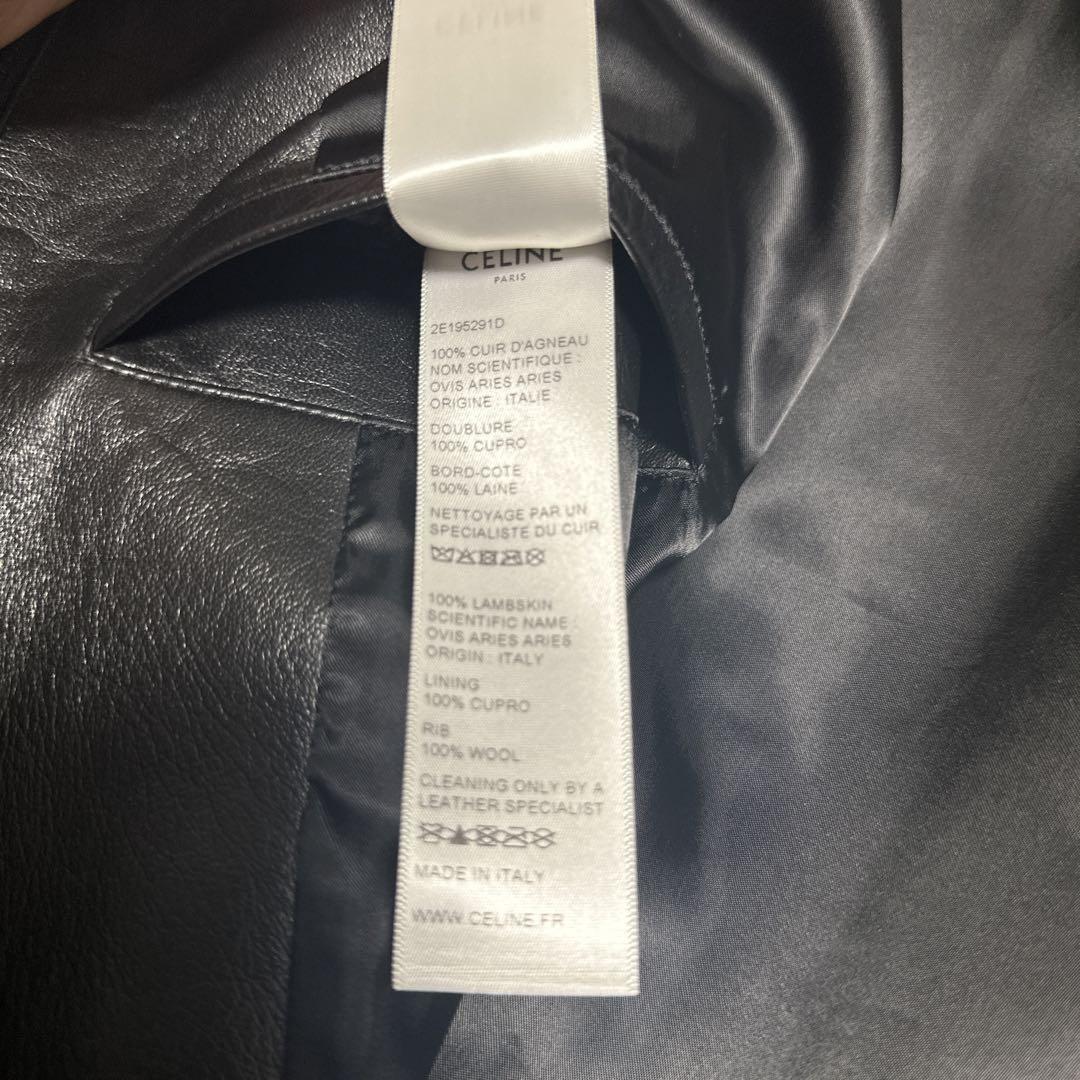 CELINE
CELINE
PARIS
2E195291D
100% CUIR D'AGNEAU
NOM SCIENTIFIQUE :
OVIS ARIES ARIES
ORIGINE : ITALIE
DOUBLURE
100% CUPRO
BORD-COTE
100% LAINE
NETTOYAGE PAR UN
SPECIALISTE DU CUIR
100% LAMBSKIN
SCIENTIFIC NAME :
OVIS ARIES ARIES
ORIGIN : ITALY
LINING
100% CUPRO
RIB
100% WOOL
CLEANING ONLY BY A
LEATHER SPECIALIST
MADE IN ITALY
WWW.CELINE.FR